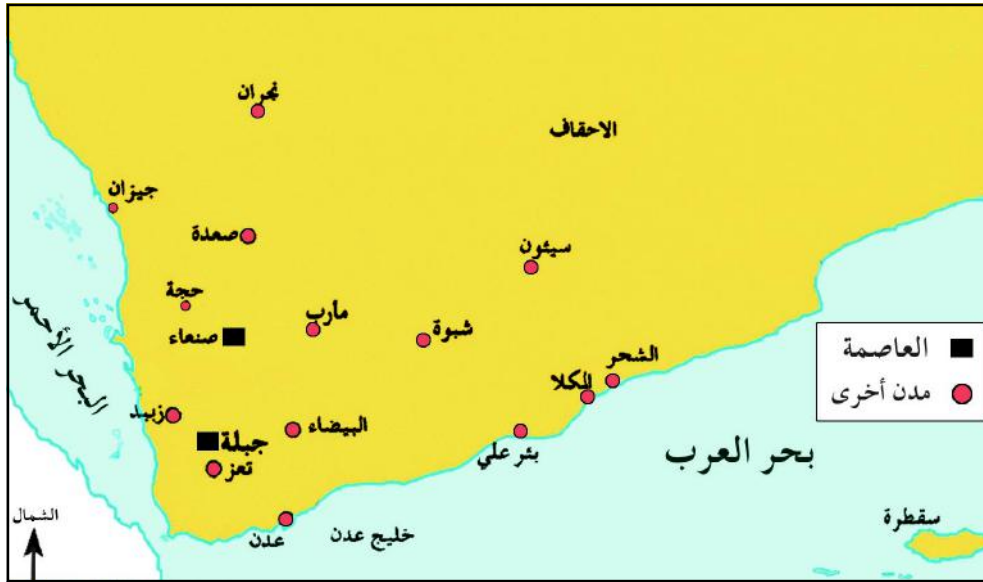 نجران
الاحقاف
جيزان
صعدة
سيئون
حجة
مأرب
شبوة
صنعاء
البحر الأحمر
العاصمة
الشحر
المكلا
مدن أخرى
زبيد
جبلة
البيضاء
تعز
بئر علي
بحر العرب
الشمال
عدن
خليج عدن
سقطرة